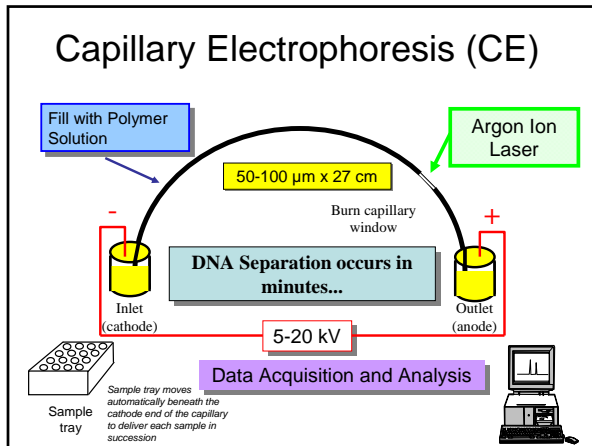 Capillary Electrophoresis (CE)
Fill with Polymer
Solution
Argon Ion
Laser
50-100 µm x 27 cm
Burn capillary
window
-
+
DNA Separation occurs in
minutes...
Inlet
(cathode)
Outlet
(anode)
5-20 kV
Data Acquisition and Analysis
Sample
tray
Sample tray moves
automatically beneath the
cathode end of the capillary
to deliver each sample in
succession